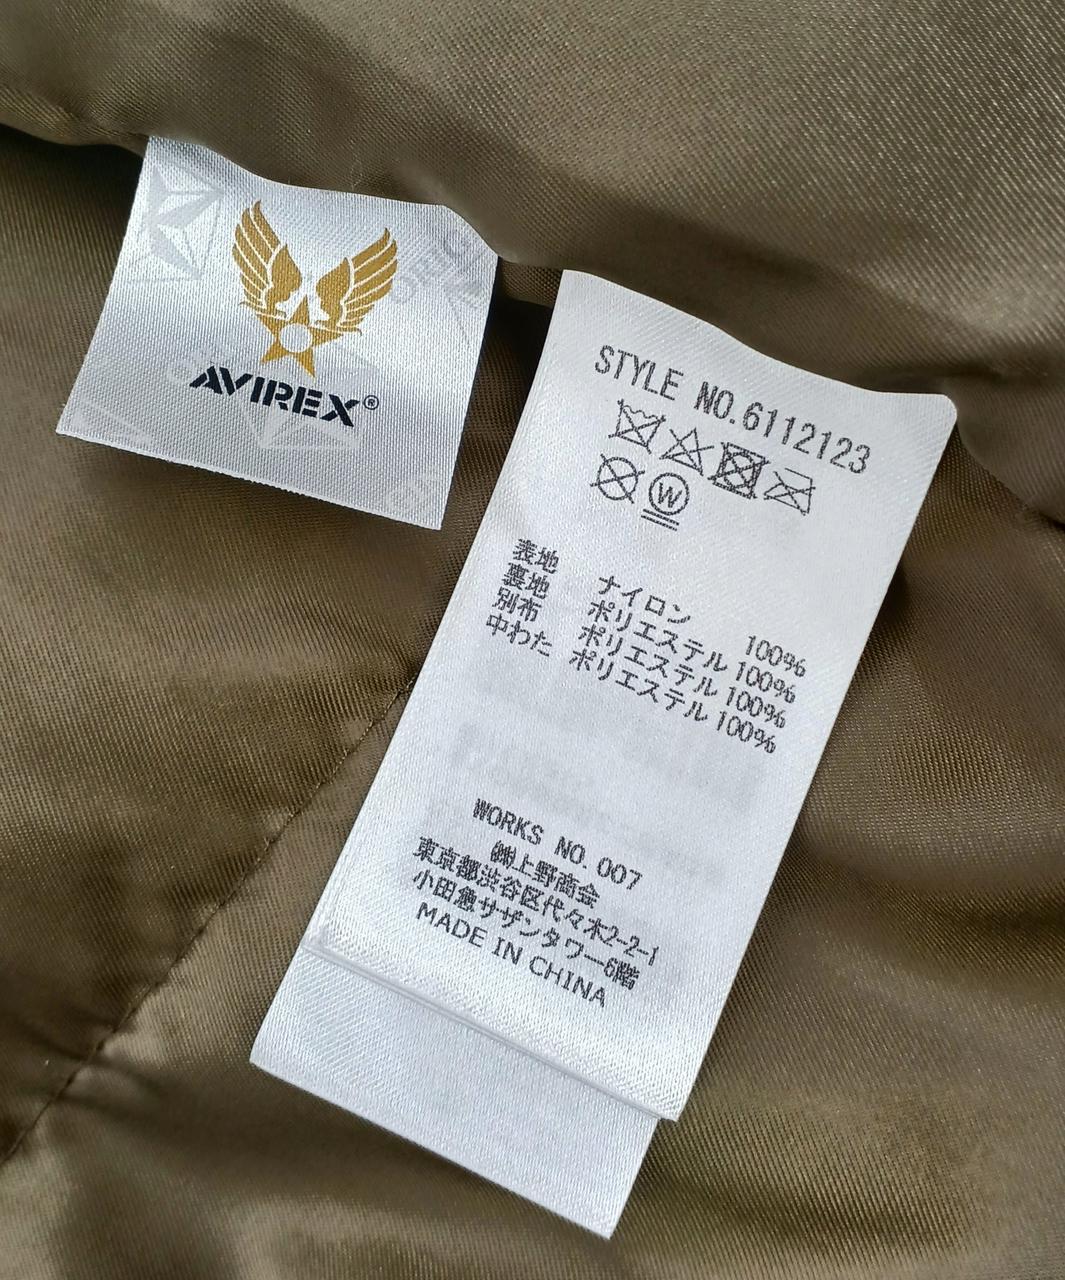 AVIREX®
STYLE NO.6112123
W
表地 ナイロン 100%
裏地 ポリエステル 100%
別布 ポリエステル 100%
中わた ポリエステル 100%
WORKS NO. 007
㈱上野商会
東京都渋谷区代々木2-2-1
小田急サザンタワー6階
MADE IN CHINA